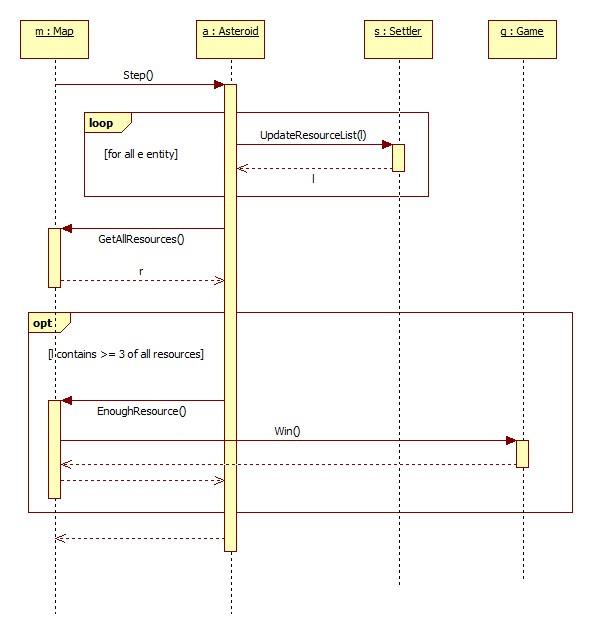 m : Map
a : Asteroid
s : Settler
g : Game
Step()
loop
UpdateResourceList(l)
[for all e entity]
l
GetAllResources()
r
opt
[l contains >= 3 of all resources]
EnoughResource()
Win()